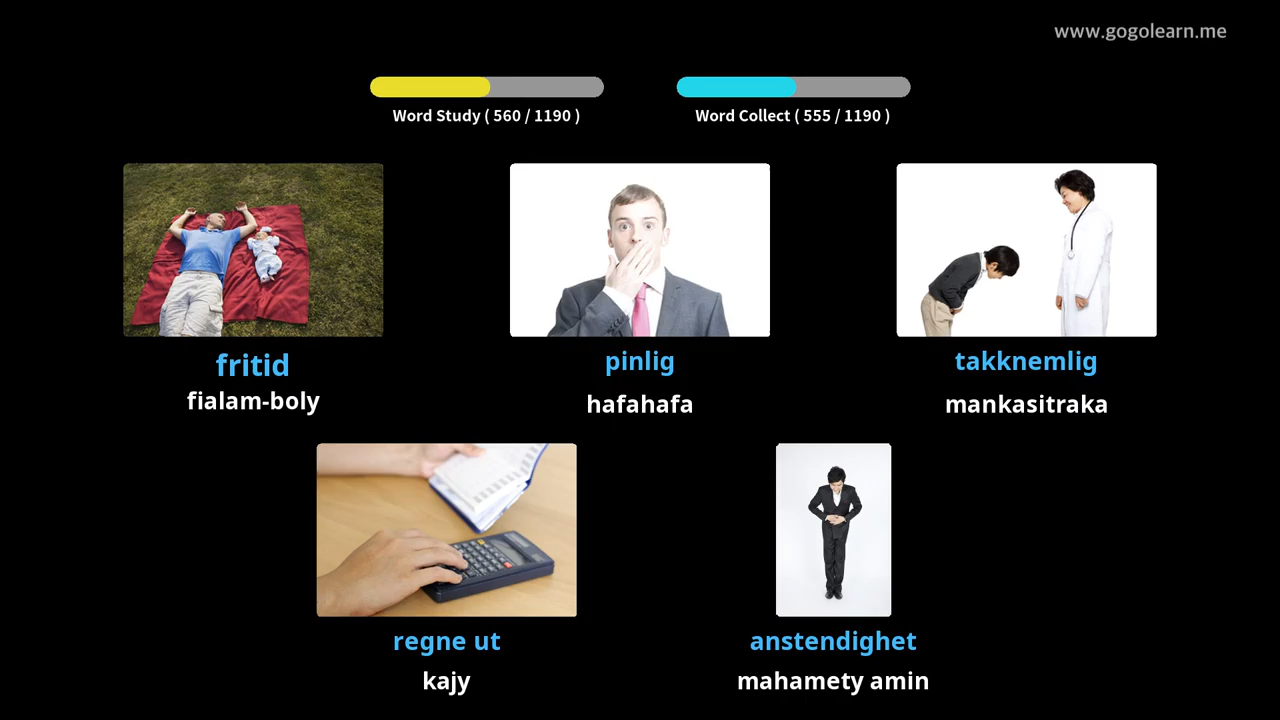 www.gogolearn.me
Word Study ( 560 / 1190 )
Word Collect ( 555 / 1190 )
fritid
fialam-boly
pinlig
hafahafa
takknemlig
mankasitraka
regne ut
kajy
anstendighet
mahamety amin